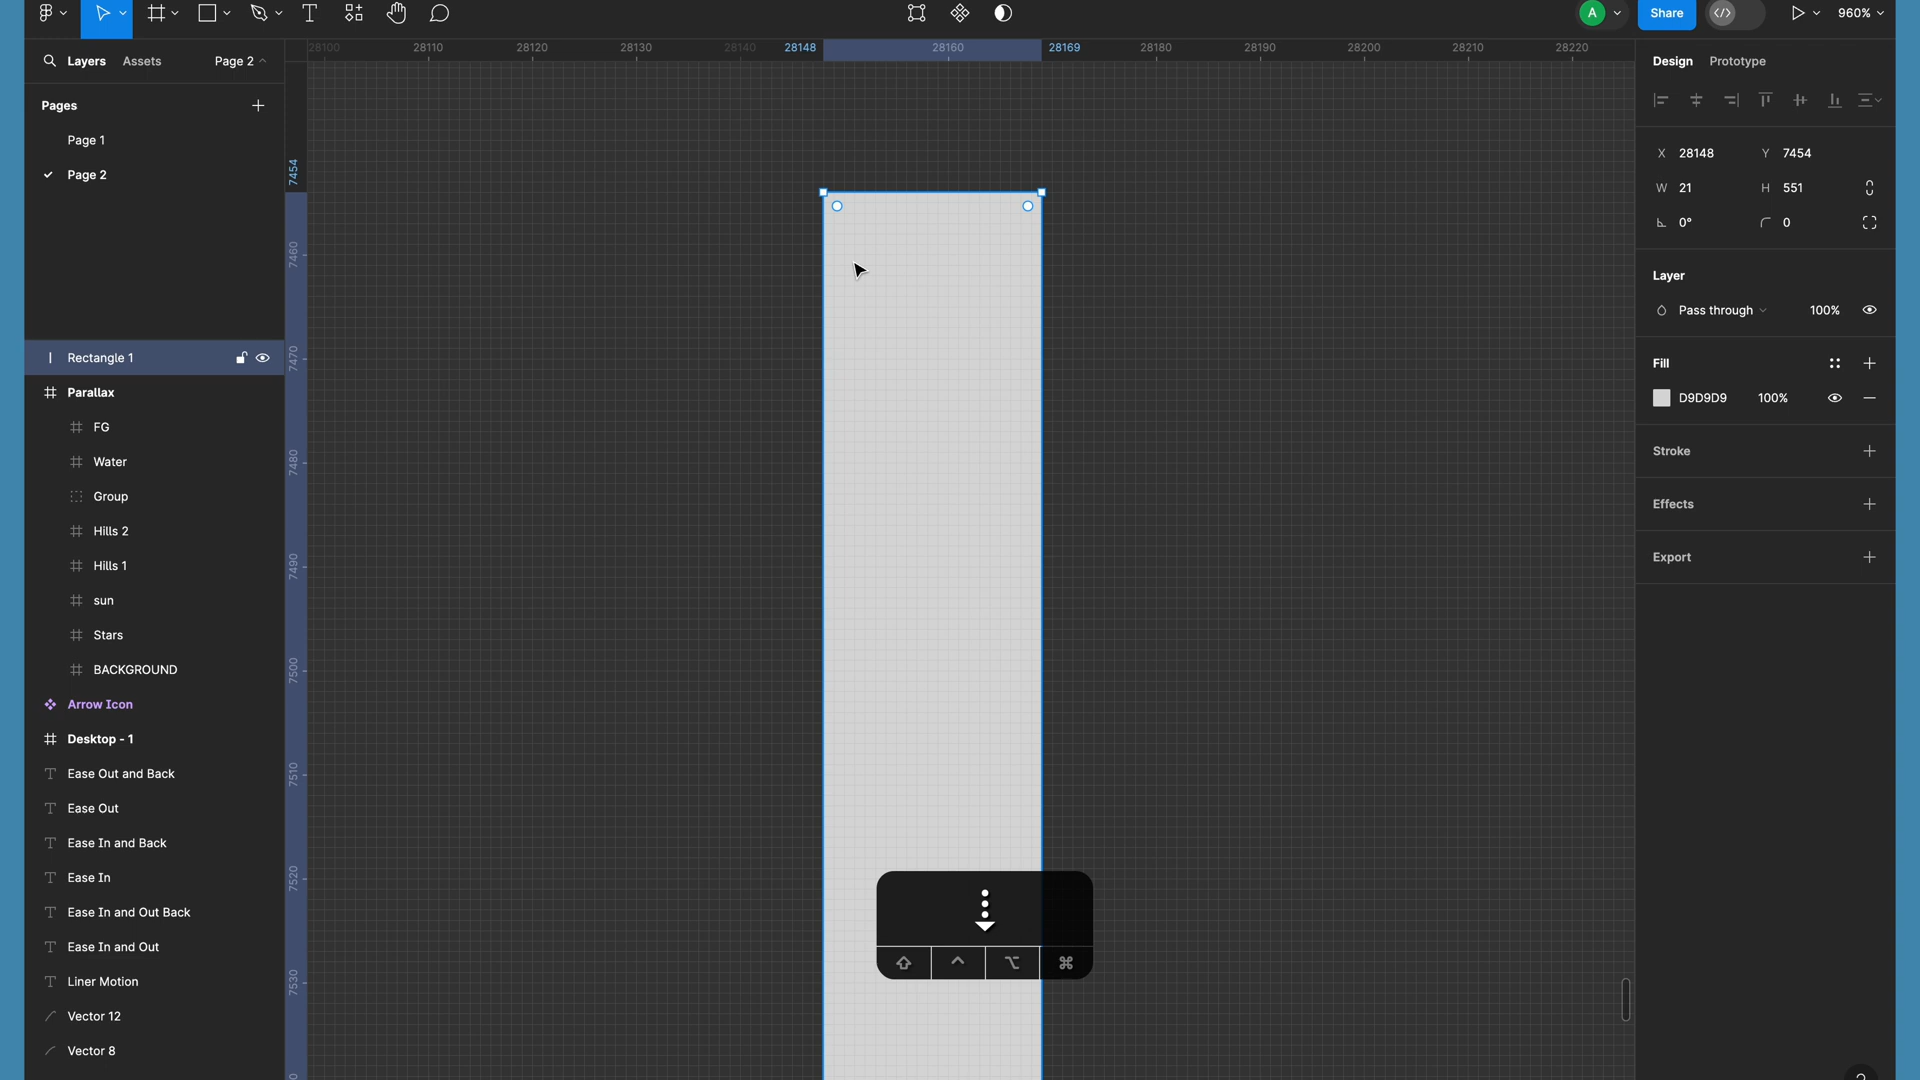 A
Share
960%
Layers
Assets
Page 2
28100
28110
28120
28130
28140
28148
28160
28169
28180
28190
28200
28210
28220
Design
Prototype
Pages
Page 1
Page 2
7454
7460
7470
7480
7490
7500
7510
7520
7530
X 28148
Y 7454
W 21
H 551
0°
0
Layer
Pass through
100%
Fill
D9D9D9
100%
Stroke
Effects
Export
Rectangle 1
Parallax
FG
Water
Group
Hills 2
Hills 1
sun
Stars
BACKGROUND
Arrow Icon
Desktop - 1
Ease Out and Back
Ease Out
Ease In and Back
Ease In
Ease In and Out Back
Ease In and Out
Liner Motion
Vector 12
Vector 8